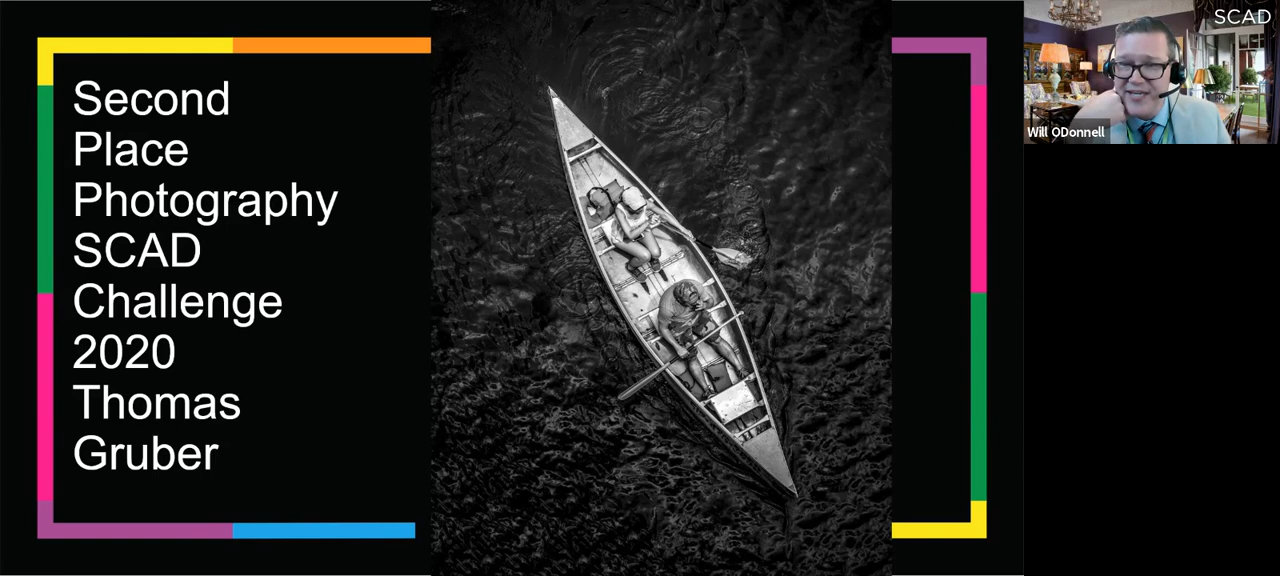 Second
Place
Photography
SCAD
Challenge
2020
Thomas
Gruber
SCAD
Will ODonnell